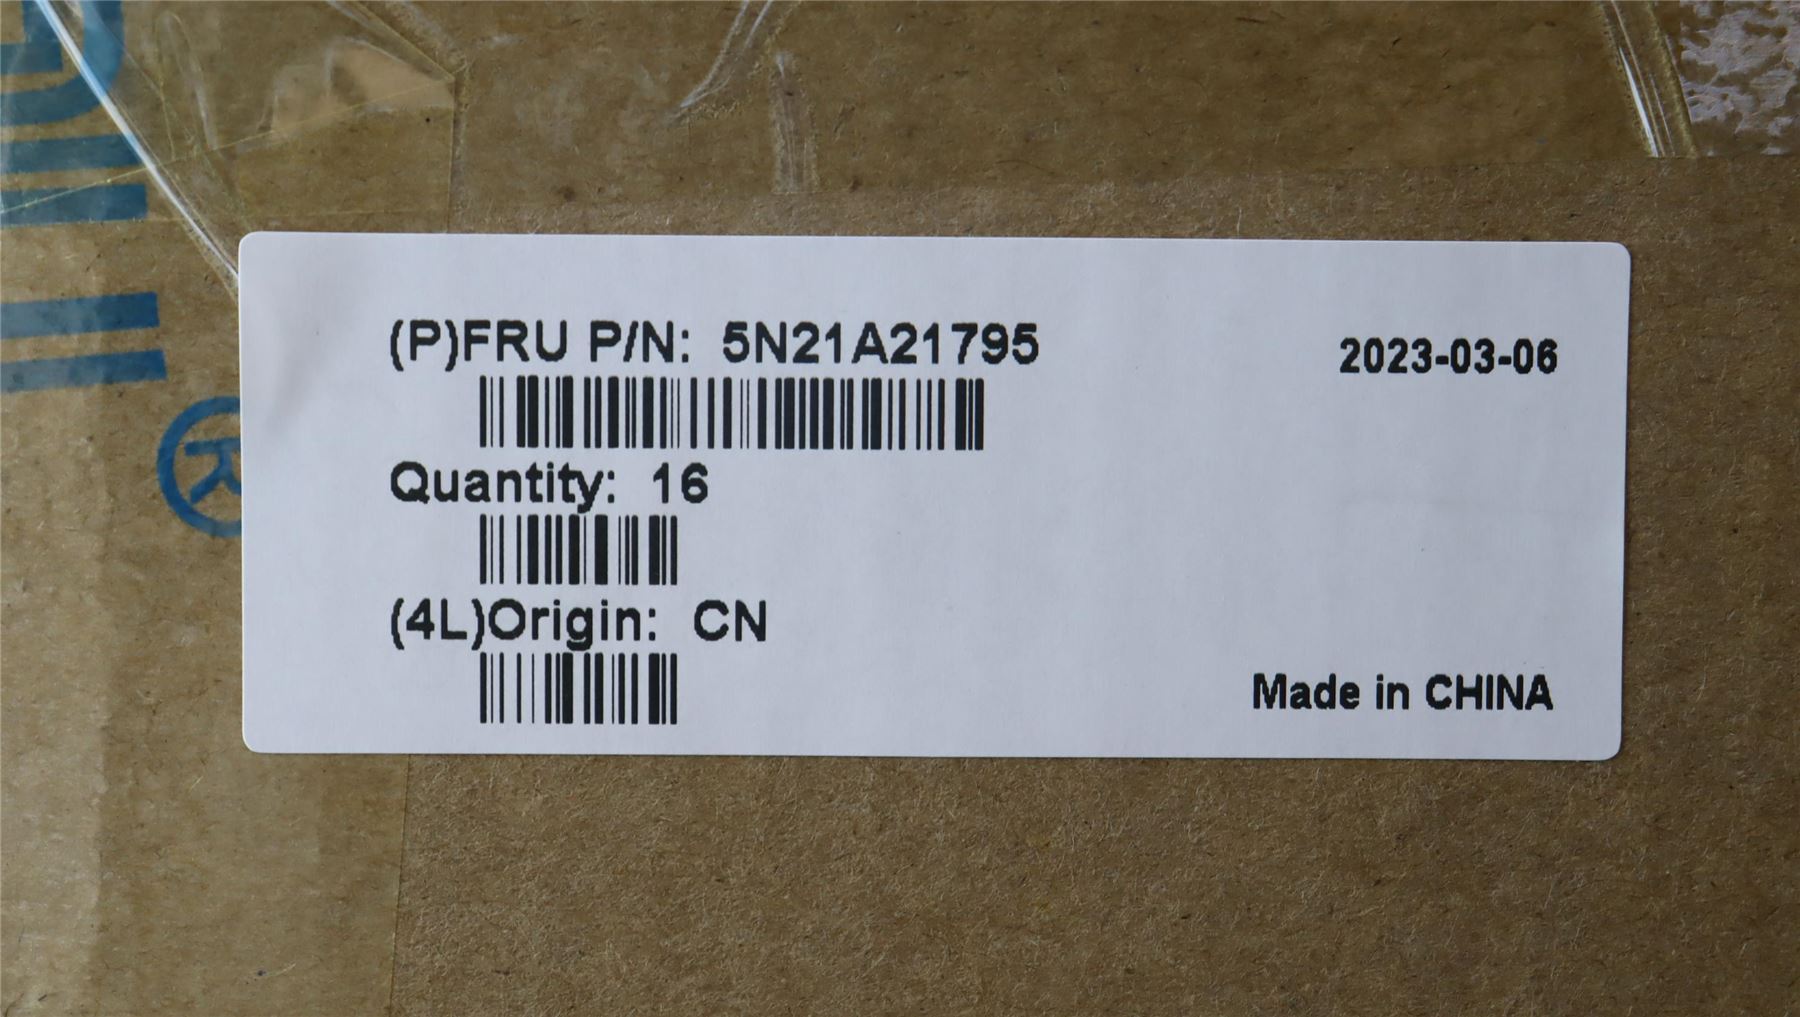 (P)FRU P/N: 5N21A21795
2023-03-06
Quantity: 16
(4L)Origin: CN
Made in CHINA
®